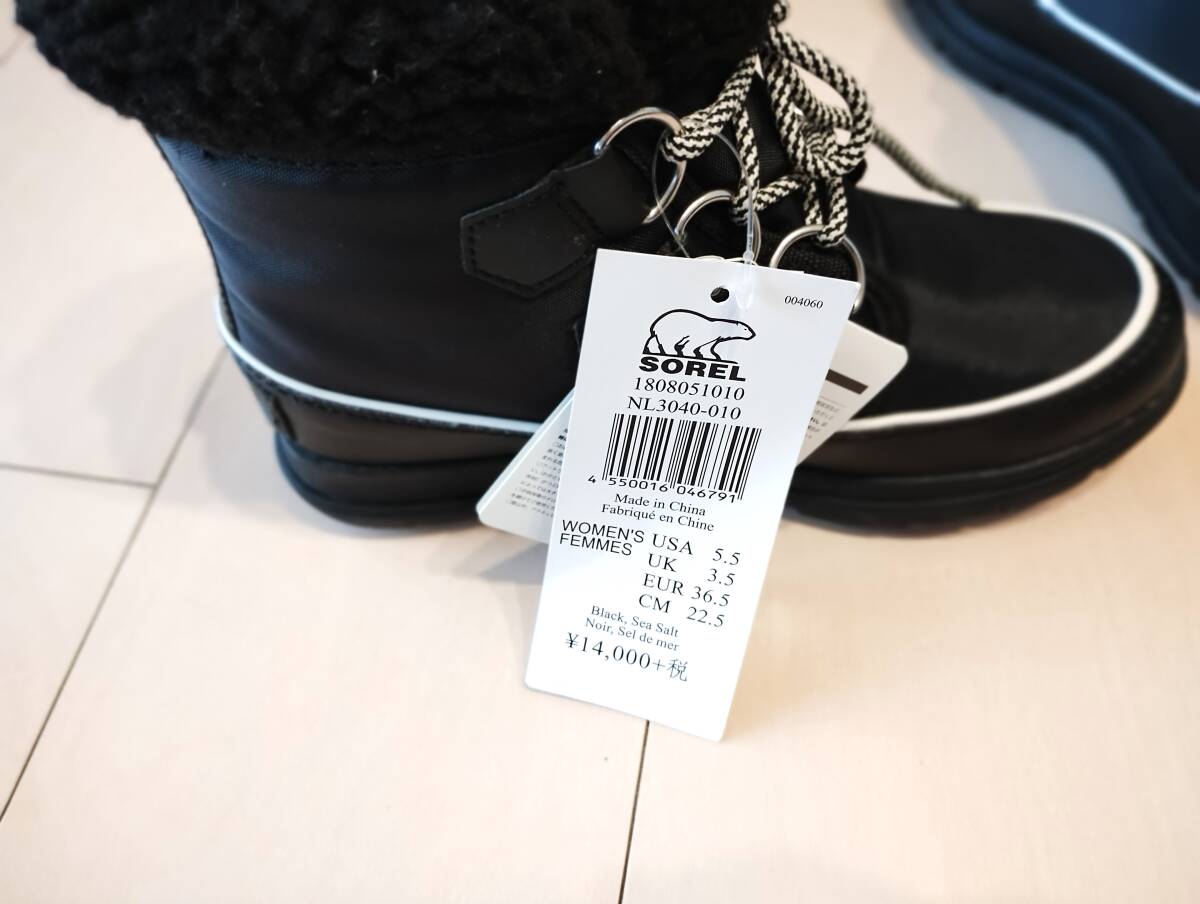 004060
SOREL
1808051010
NL3040-010
4 550016 046791
Made in China
Fabriqué en Chine
WOMEN'S
FEMMES
USA 5.5
UK 3.5
EUR 36.5
CM 22.5
Black, Sea Salt
Noir, Sel de mer
¥14,000+税